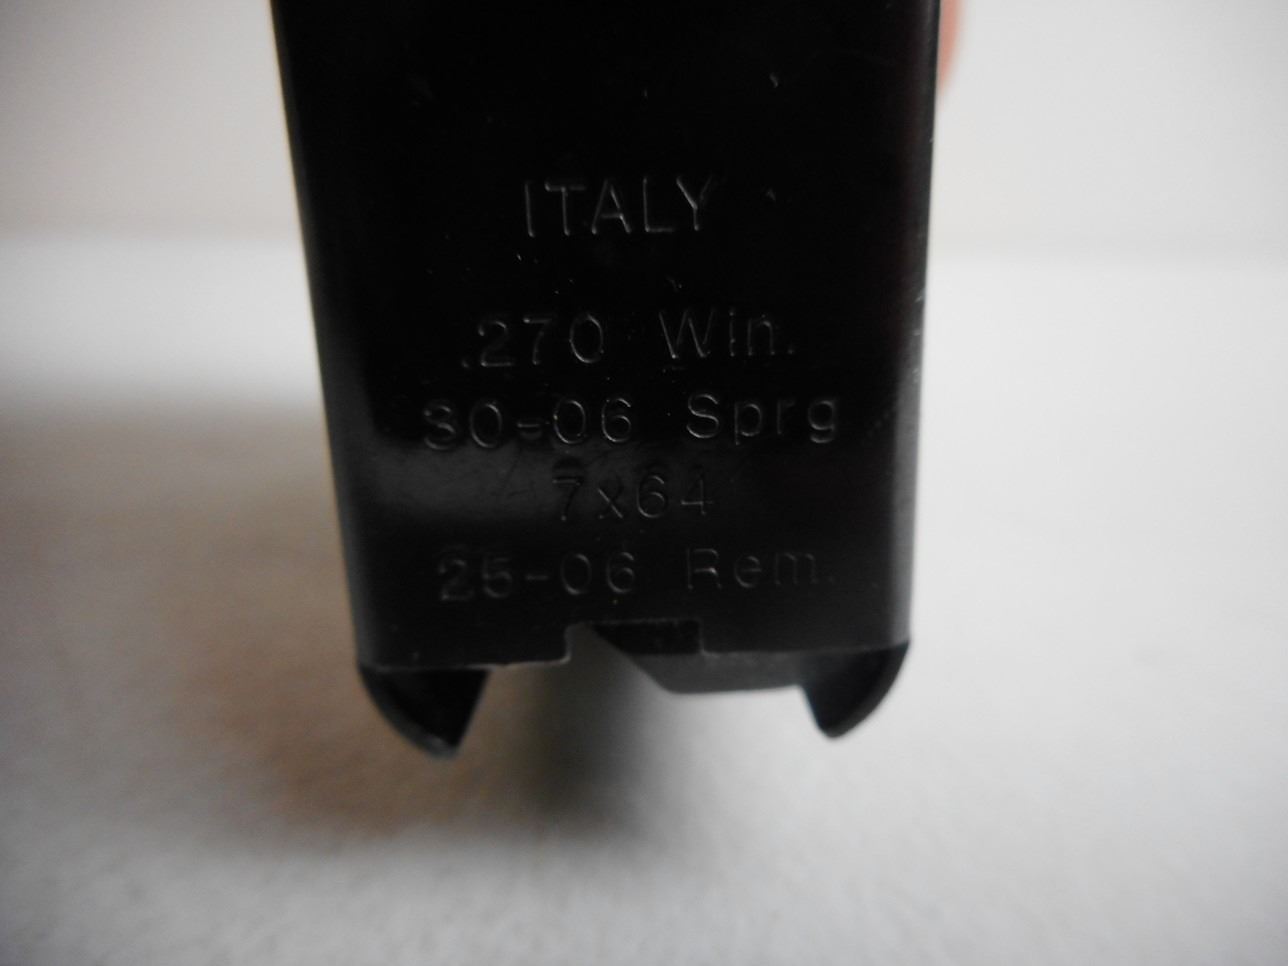 ITALY
.270 Win.
30-06 Sprg
7x64
25-06 Rem.